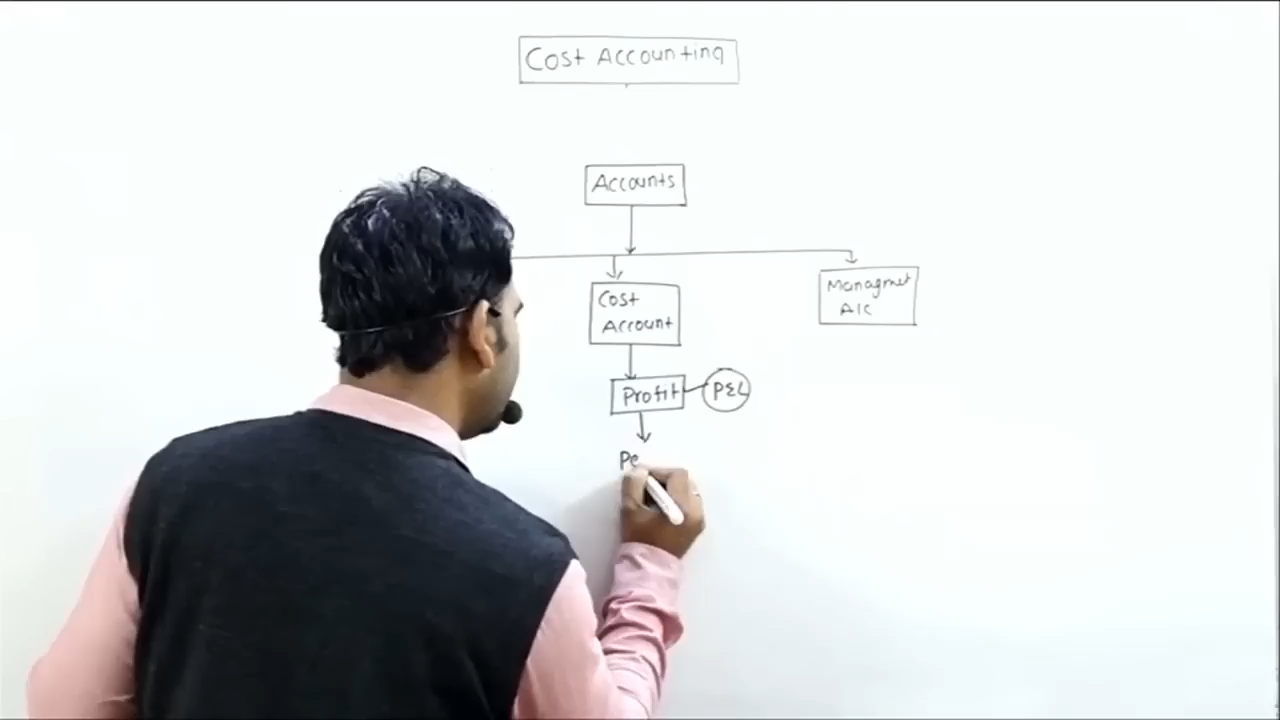 Cost Accounting
Accounts
Cost
Account
Managmet
A/C
Profit
P&L
Pe